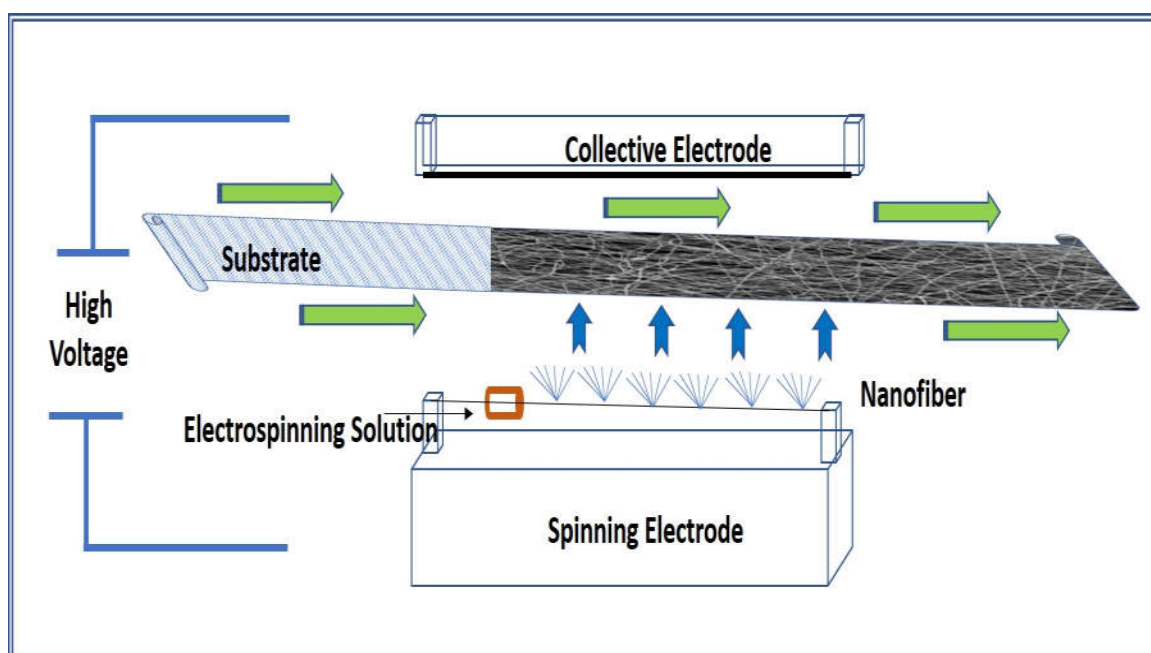 Collective Electrode
Substrate
High
Voltage
Nanofiber
Electrospinning Solution
Spinning Electrode